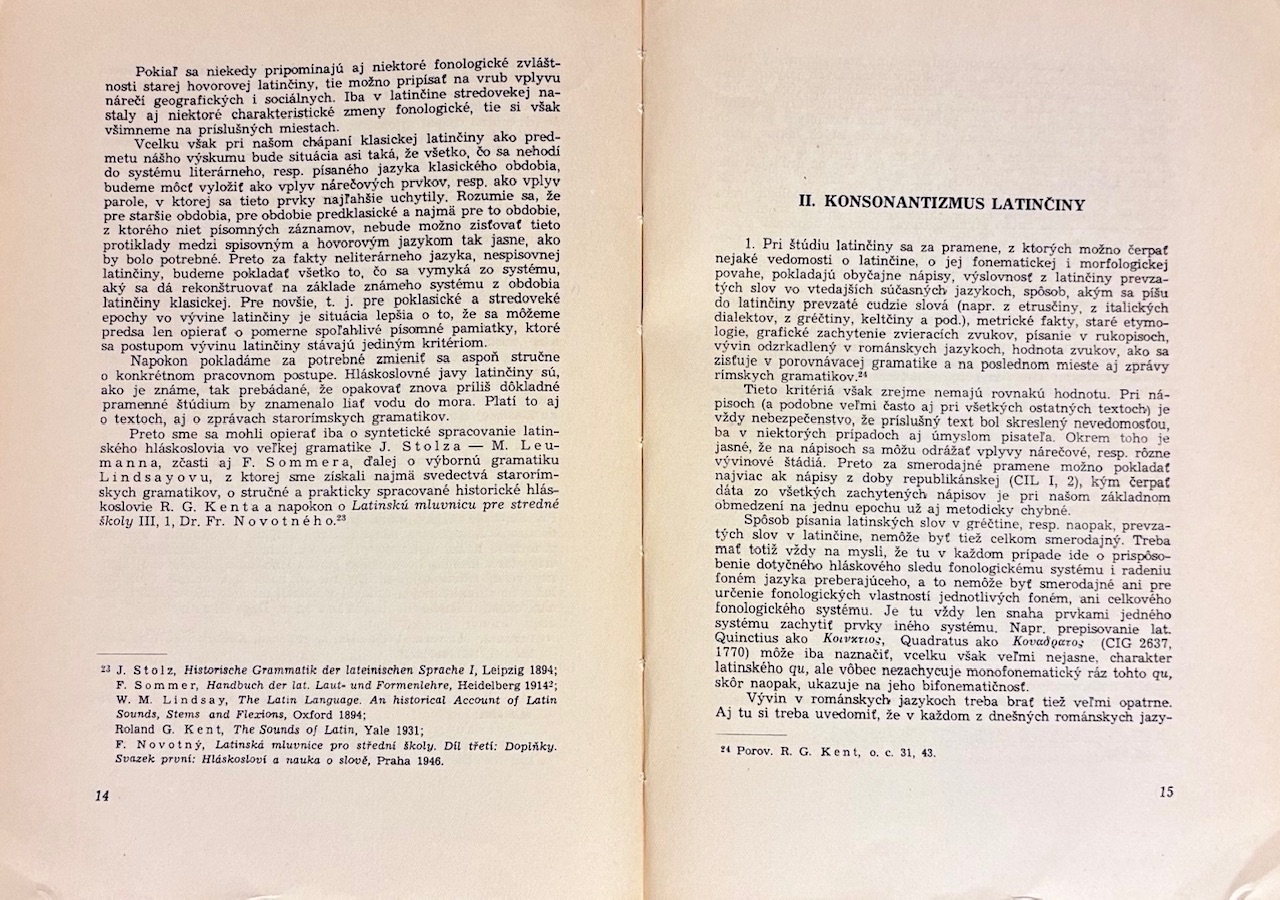 Pokiaľ sa niekedy pripomínajú aj niektoré fonologické zvlášt-
nosti starej hovorovej latinčiny, tie možno pripísať na vrub vplyvu
nárečí geografických i sociálnych. Iba v latinčine stredovekej na-
staly aj niektoré charakteristické zmeny fonologické, tie si však
všimneme na príslušných miestach.
Vcelku však pri našom chápaní klasickej latinčiny ako pred-
metu nášho výskumu bude situácia asi taká, že všetko, čo sa nehodí
do systému literárneho, resp. písaného jazyka klasického obdobia,
budeme môcť vyložiť ako vplyv nárečových prvkov, resp. ako vplyv
parole, v ktorej sa tieto prvky najľahšie uchytily. Rozumie sa, že
pre staršie obdobia, pre obdobie predklasické a najmä pre to obdobie,
z ktorého niet písomných záznamov, nebude možno zisťovať tieto
protiklady medzi spisovným a hovorovým jazykom tak jasne, ako
by bolo potrebné. Preto za fakty neliterárneho jazyka, nespisovnej
latinčiny, budeme pokladať všetko to, čo sa vymyká zo systému,
aký sa dá rekonštruovať na základe známeho systému z obdobia
latinčiny klasickej. Pre novšie, t. j. pre poklasické a stredoveké
epochy vo vývine latinčiny je situácia lepšia o to, že sa môžeme
predsa len opierať o pomerne spoľahlivé písomné pamiatky, ktoré
sa postupom vývinu latinčiny stávajú jediným kritériom.
Napokon pokladáme za potrebné zmieniť sa aspoň stručne
o konkrétnom pracovnom postupe. Hláskoslovné javy latinčiny sú,
ako je známe, tak prebádané, že opakovať znova príliš dôkladné
pramenné štúdium by znamenalo liať vodu do mora. Platí to aj
o textoch, aj o zprávach starorímskych gramatikov.
Preto sme sa mohli opierať iba o syntetické spracovanie latin-
ského hláskoslovia vo veľkej gramatike J. Stolza — M. Leu-
manna, zčasti aj F. Sommera, ďalej o výbornú gramatiku
Lindsayovu, z ktorej sme získali najmä svedectvá starorím-
skych gramatikov, o stručné a prakticky spracované historické hlás-
koslovie R. G. Kenta a napokon o Latinskú mluvnicu pre stredné
školy III, 1, Dr. Fr. Novotného.²³
²³ J. Stolz, Historische Grammatik der lateinischen Sprache I, Leipzig 1894;
F. Sommer, Handbuch der lat. Laut- und Formenlehre, Heidelberg 1914²;
W. M. Lindsay, The Latin Language. An historical Account of Latin
Sounds, Stems and Flexions, Oxford 1894;
Roland G. Kent, The Sounds of Latin, Yale 1931;
F. Novotný, Latinská mluvnice pro střední školy. Díl třetí: Doplňky.
Svazek první: Hláskosloví a nauka o slově, Praha 1946.
14
II. KONSONANTIZMUS LATINČINY
1. Pri štúdiu latinčiny sa za pramene, z ktorých možno čerpať
nejaké vedomosti o latinčine, o jej fonematickej i morfologickej
povahe, pokladajú obyčajne nápisy, výslovnosť z latinčiny prevza-
tých slov vo vtedajších súčasných jazykoch, spôsob, akým sa píšu
do latinčiny prevzaté cudzie slová (napr. z etrusčiny, z italických
dialektov, z gréčtiny, keltčiny a pod.), metrické fakty, staré etymo-
logie, grafické zachytenie zvieracích zvukov, písanie v rukopisoch,
vývin odzrkadlený v románskych jazykoch, hodnota zvukov, ako sa
zisťuje v porovnávacej gramatike a na poslednom mieste aj zprávy
rímskych gramatikov.²⁴
Tieto kritériá však zrejme nemajú rovnakú hodnotu. Pri ná-
pisoch (a podobne veľmi často aj pri všetkých ostatných textoch) je
vždy nebezpečenstvo, že príslušný text bol skreslený nevedomosťou,
ba v niektorých prípadoch aj úmyslom pisateľa. Okrem toho je
jasné, že na nápisoch sa môžu odrážať vplyvy nárečové, resp. rôzne
vývinové štádiá. Preto za smerodajné pramene možno pokladať
najviac ak nápisy z doby republikánskej (CIL I, 2), kým čerpať
dáta zo všetkých zachytených nápisov je pri našom základnom
obmedzení na jednu epochu už aj metodicky chybné.
Spôsob písania latinských slov v gréčtine, resp. naopak, prevza-
tých slov v latinčine, nemôže byť tiež celkom smerodajný. Treba
mať totiž vždy na mysli, že tu v každom prípade ide o prispôso-
benie dotyčného hláskového sledu fonologickému systému i radeniu
foném jazyka preberajúceho, a to nemôže byť smerodajné ani pre
určenie fonologických vlastností jednotlivých foném, ani celkového
fonologického systému. Je tu vždy len snaha prvkami jedného
systému zachytiť prvky iného systému. Napr. prepisovanie lat.
Quinctius ako Κοινκτιος, Quadratus ako Κουαδρατος (CIG 2637,
1770) môže iba naznačiť, vcelku však veľmi nejasne, charakter
latinského qu, ale vôbec nezachycuje monofonematický ráz tohto qu,
skôr naopak, ukazuje na jeho bifonematičnosť.
Vývin v románskych jazykoch treba brať tiež veľmi opatrne.
Aj tu si treba uvedomiť, že v každom z dnešných románskych jazy-
²⁴ Porov. R. G. Kent, o. c. 31, 43.
15